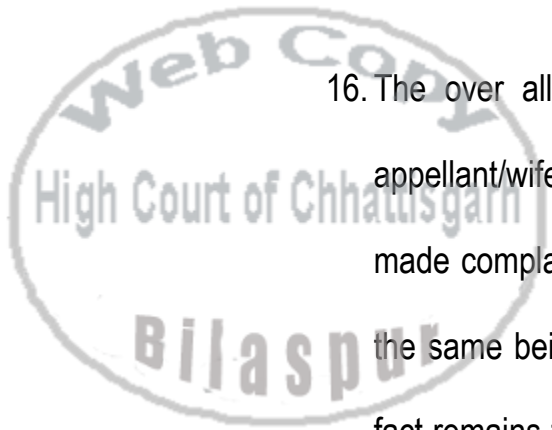 Web Copy
High Court of Chhattisgarh
Bilaspur
16. The over all
appellant/wife
made compla
the same bei
fact remains